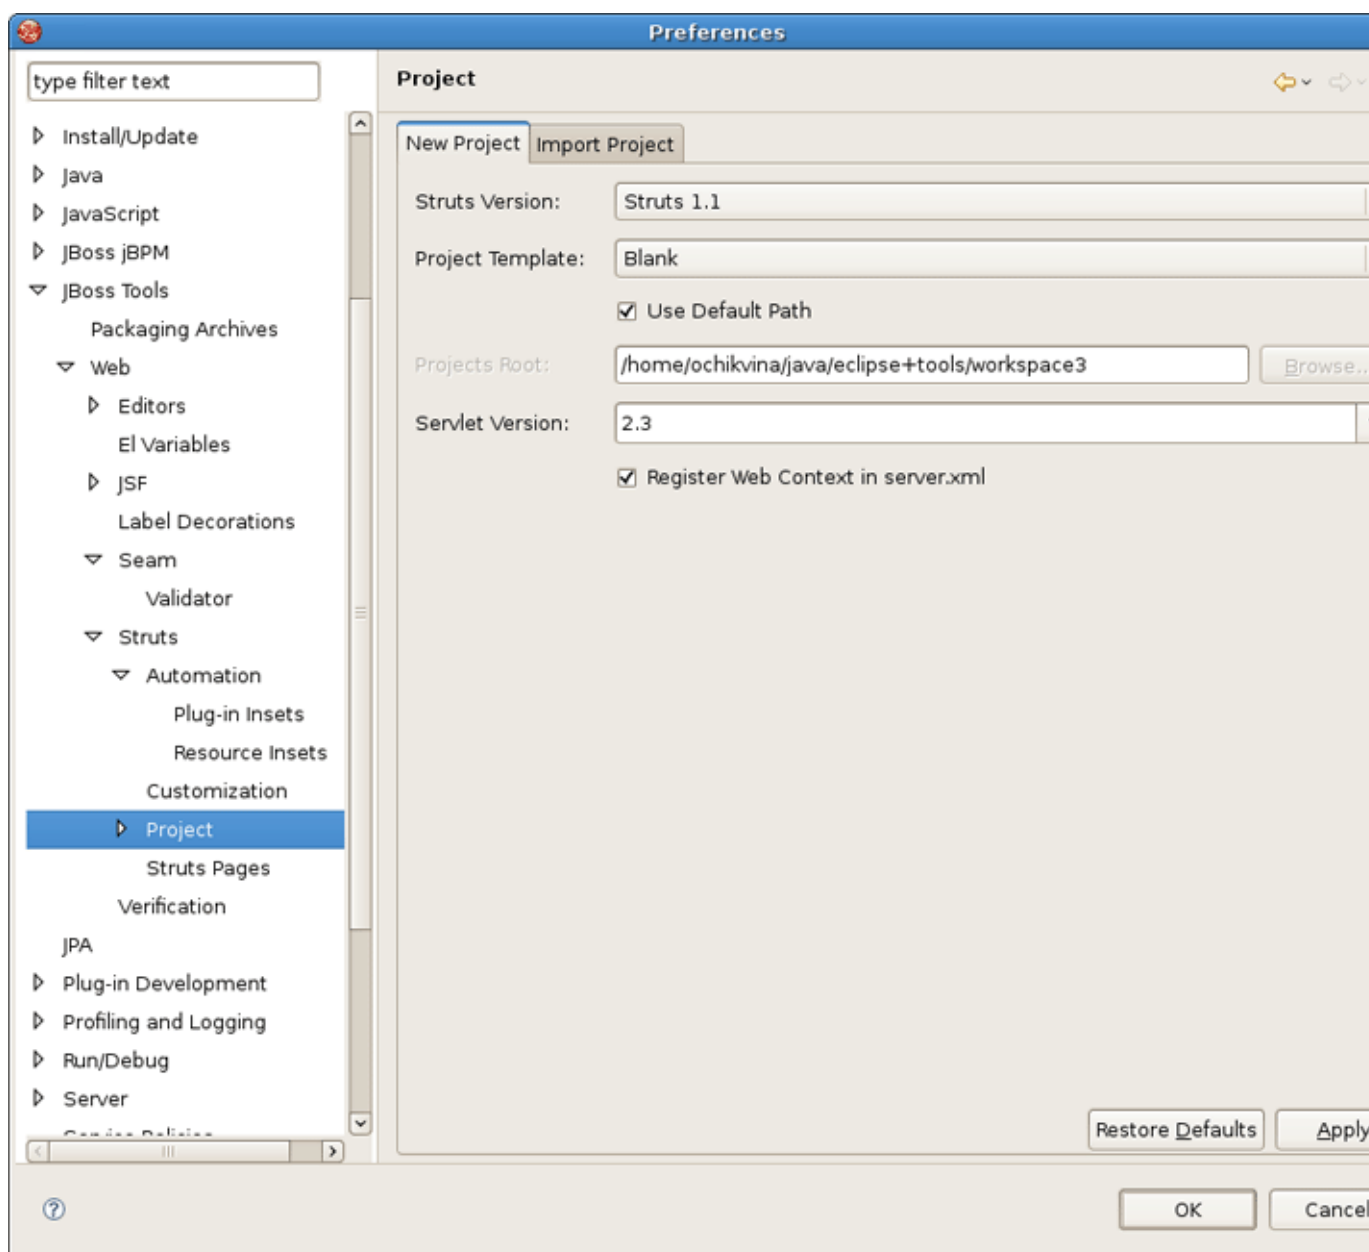 Preferences
type filter text
Install/Update
Java
JavaScript
JBoss jBPM
JBoss Tools
Packaging Archives
Web
Editors
El Variables
JSF
Label Decorations
Seam
Validator
Struts
Automation
Plug-in Insets
Resource Insets
Customization
Project
Struts Pages
Verification
JPA
Plug-in Development
Profiling and Logging
Run/Debug
Server
Project
New Project Import Project
Struts Version: Struts 1.1
Project Template: Blank
Use Default Path
Projects Root: /home/ochikvina/java/eclipse+tools/workspace3 Browse..
Servlet Version: 2.3
Register Web Context in server.xml
Restore Defaults Apply
OK Cancel